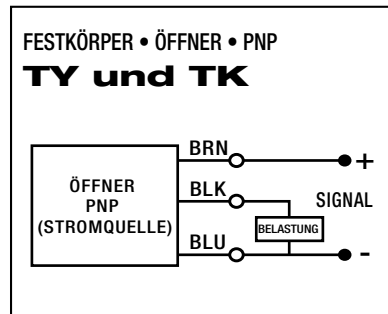 FESTKÖRPER • ÖFFNER • PNP
TY und TK
BRN
+
ÖFFNER
PNP
(STROMQUELLE)
BLK
SIGNAL
BELASTUNG
BLU
-